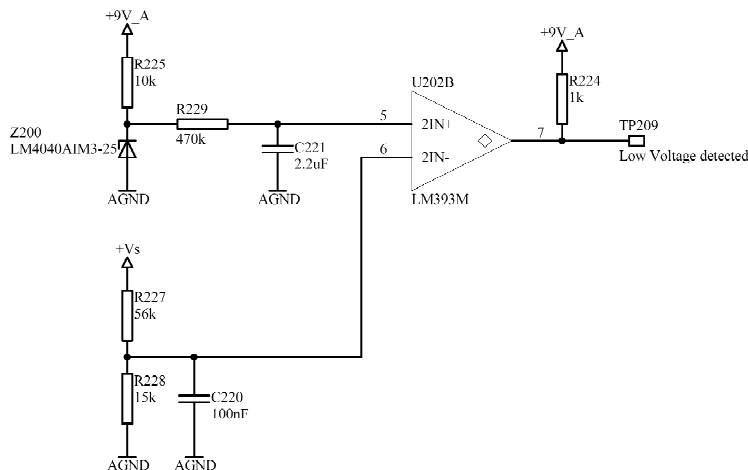 +9V_A
R225
10k
R229
470k
Z200
LM4040AIM3-25
C221
2.2uF
AGND
AGND
U202B
5
2IN+
6
2IN-
LM393M
7
+9V_A
R224
1k
TP209
Low Voltage detected
+Vs
R227
56k
R228
15k
C220
100nF
AGND
AGND